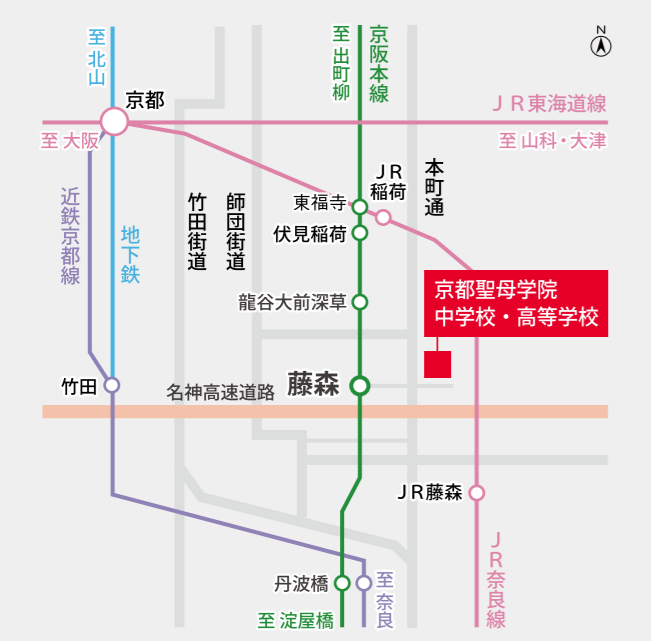 N
至 北山
至 出町柳
京阪本線
京都
ＪＲ東海道線
至 大阪
至 山科・大津
本町通
ＪＲ
稲荷
近鉄京都線
地下鉄
竹田街道
師団街道
東福寺
伏見稲荷
京都聖母学院
中学校・高等学校
龍谷大前深草
竹田
名神高速道路
藤森
ＪＲ藤森
ＪＲ奈良線
丹波橋
至 奈良
至 淀屋橋